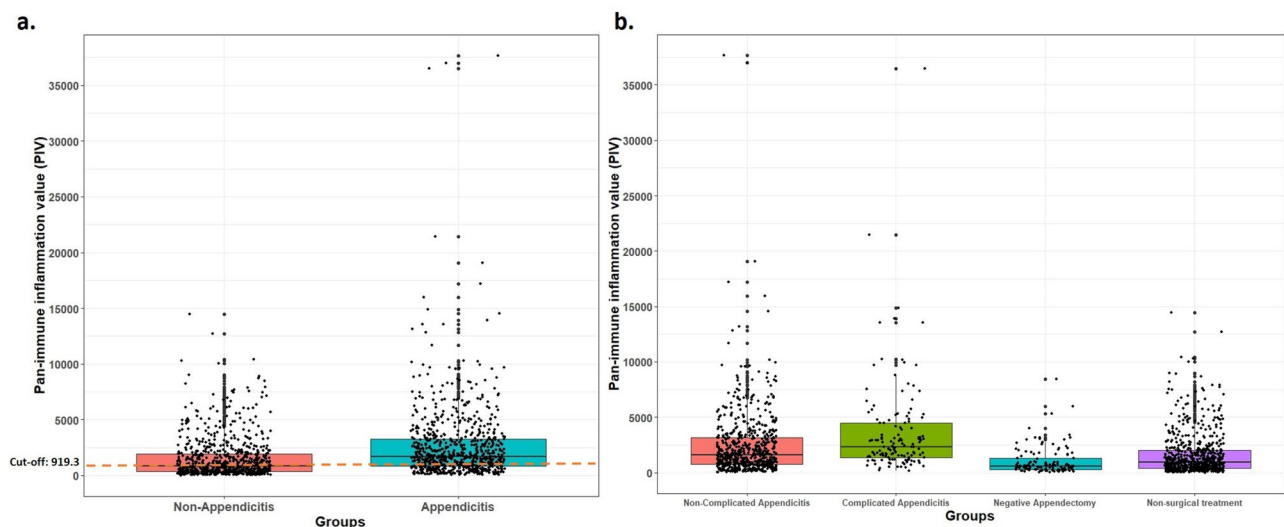 a.
Pan-immune inflammation value (PIV)
35000
30000
25000
20000
15000
10000
5000
Cut-off: 919.3
0
Non-Appendicitis Appendicitis
Groups
b.
Pan-immune inflammation value (PIV)
35000
30000
25000
20000
15000
10000
5000
0
Non-Complicated Appendicitis Complicated Appendicitis Negative Appendectomy Non-surgical treatment
Groups